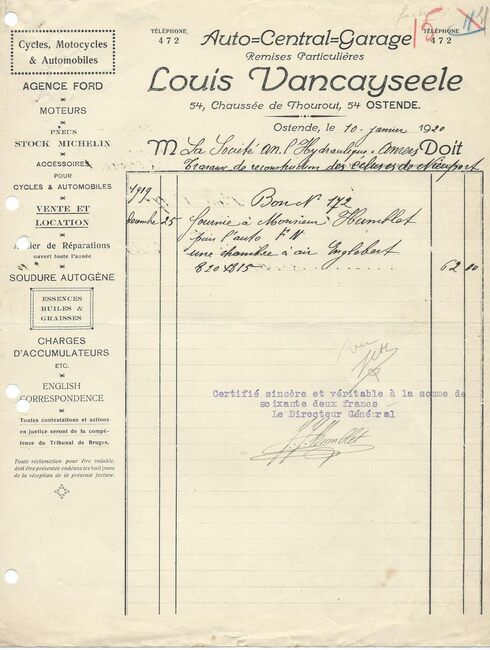 Cycles, Motocycles
& Automobiles
AGENCE FORD
MOTEURS
PNEUS
STOCK MICHELIN
ACCESSOIRES
POUR
CYCLES & AUTOMOBILES
VENTE ET
LOCATION
Atelier de Réparations
ouvert toute l'année
SOUDURE AUTOGÈNE
ESSENCES
HUILES &
GRAISSES
CHARGES
D'ACCUMULATEURS
ETC.
ENGLISH
CORRESPONDENCE
Toutes contestations et actions
en justice seront de la compé-
tence du Tribunal de Bruges.
Toute réclamation pour être valable,
doit être présentée endéans les huit jours
de la réception de la présente facture.
TÉLÉPHONE
472
Auto=Central=Garage
TÉLÉPHONE
472
15
Remises Particulières
Louis Vancayseele
54, Chaussée de Thourout, 54 OSTENDE.
Ostende, le 10 janvier 1920
M La Société An. l'Hydraulique - Anvers Doit
Travaux de reconstruction des écluses de Nieuport
1919
Bon N° 172
décembre 25 fournie à Monsieur Humblet
pour l'auto F.N
une chambre à air Englebert
820 x 815 62 00
Certifié sincère et véritable à la somme de
soixante deux francs
Le Directeur Général
J. Humblet